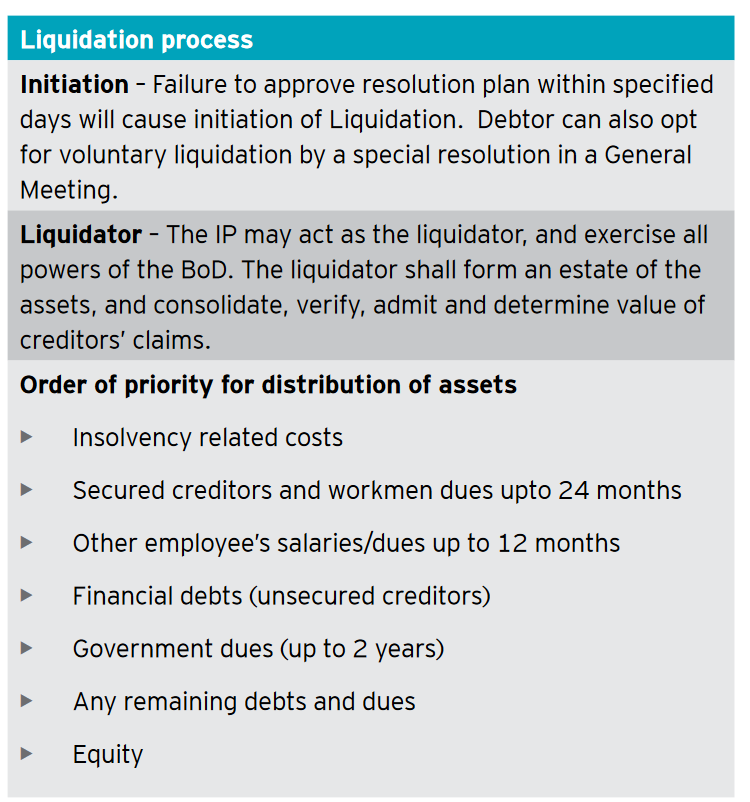 Liquidation process
Initiation – Failure to approve resolution plan within specified
days will cause initiation of Liquidation. Debtor can also opt
for voluntary liquidation by a special resolution in a General
Meeting.
Liquidator – The IP may act as the liquidator, and exercise all
powers of the BoD. The liquidator shall form an estate of the
assets, and consolidate, verify, admit and determine value of
creditors’ claims.
Order of priority for distribution of assets
Insolvency related costs
Secured creditors and workmen dues upto 24 months
Other employee’s salaries/dues up to 12 months
Financial debts (unsecured creditors)
Government dues (up to 2 years)
Any remaining debts and dues
Equity